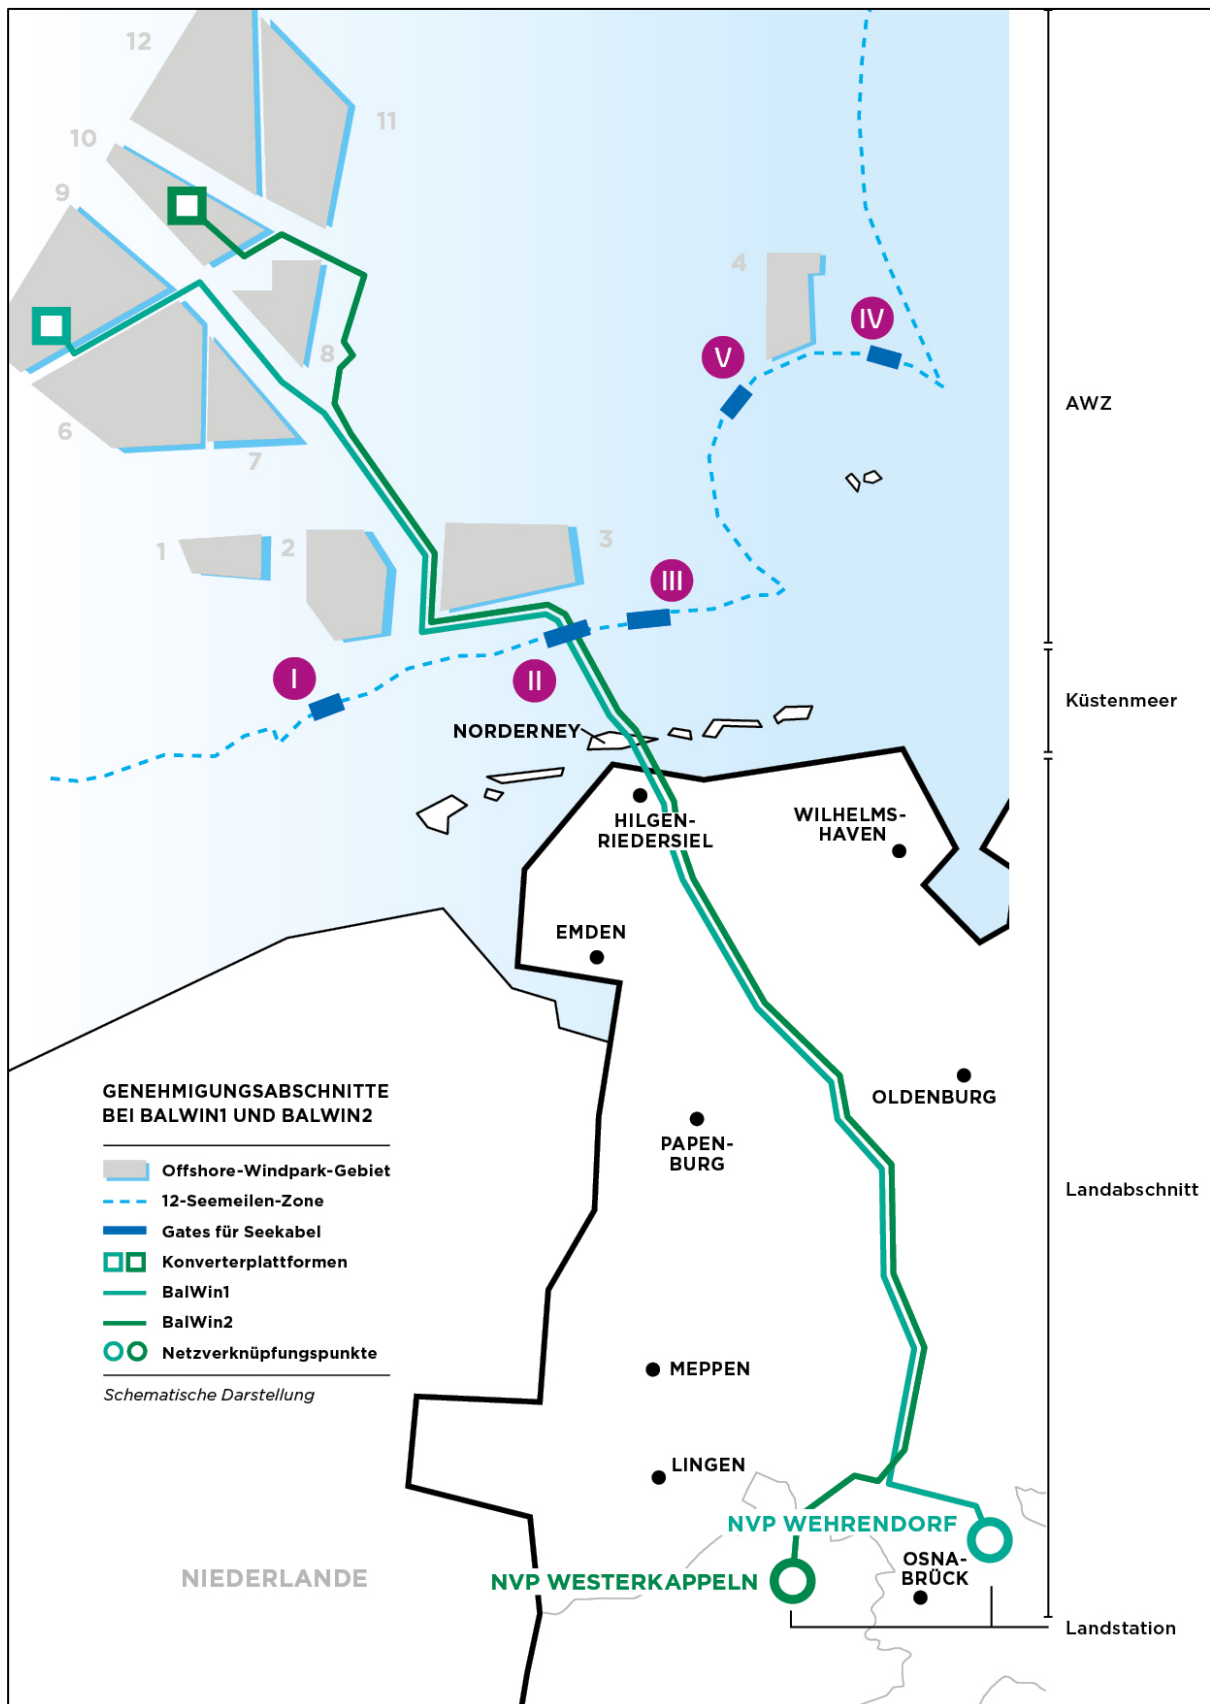 12
11
10
9
4
IV
V
8
6
7
AWZ
1
2
3
III
I
II
Küstenmeer
NORDERNEY
HILGEN-
RIEDERSIEL
WILHELMS-
HAVEN
EMDEN
OLDENBURG
PAPEN-
BURG
GENEHMIGUNGSABSCHNITTE
BEI BALWIN1 UND BALWIN2
Offshore-Windpark-Gebiet
12-Seemeilen-Zone
Gates für Seekabel
Konverterplattformen
BalWin1
BalWin2
Netzverknüpfungspunkte
Schematische Darstellung
Landabschnitt
MEPPEN
LINGEN
NVP WEHRENDORF
OSNA-
BRÜCK
NIEDERLANDE
NVP WESTERKAPPELN
Landstation